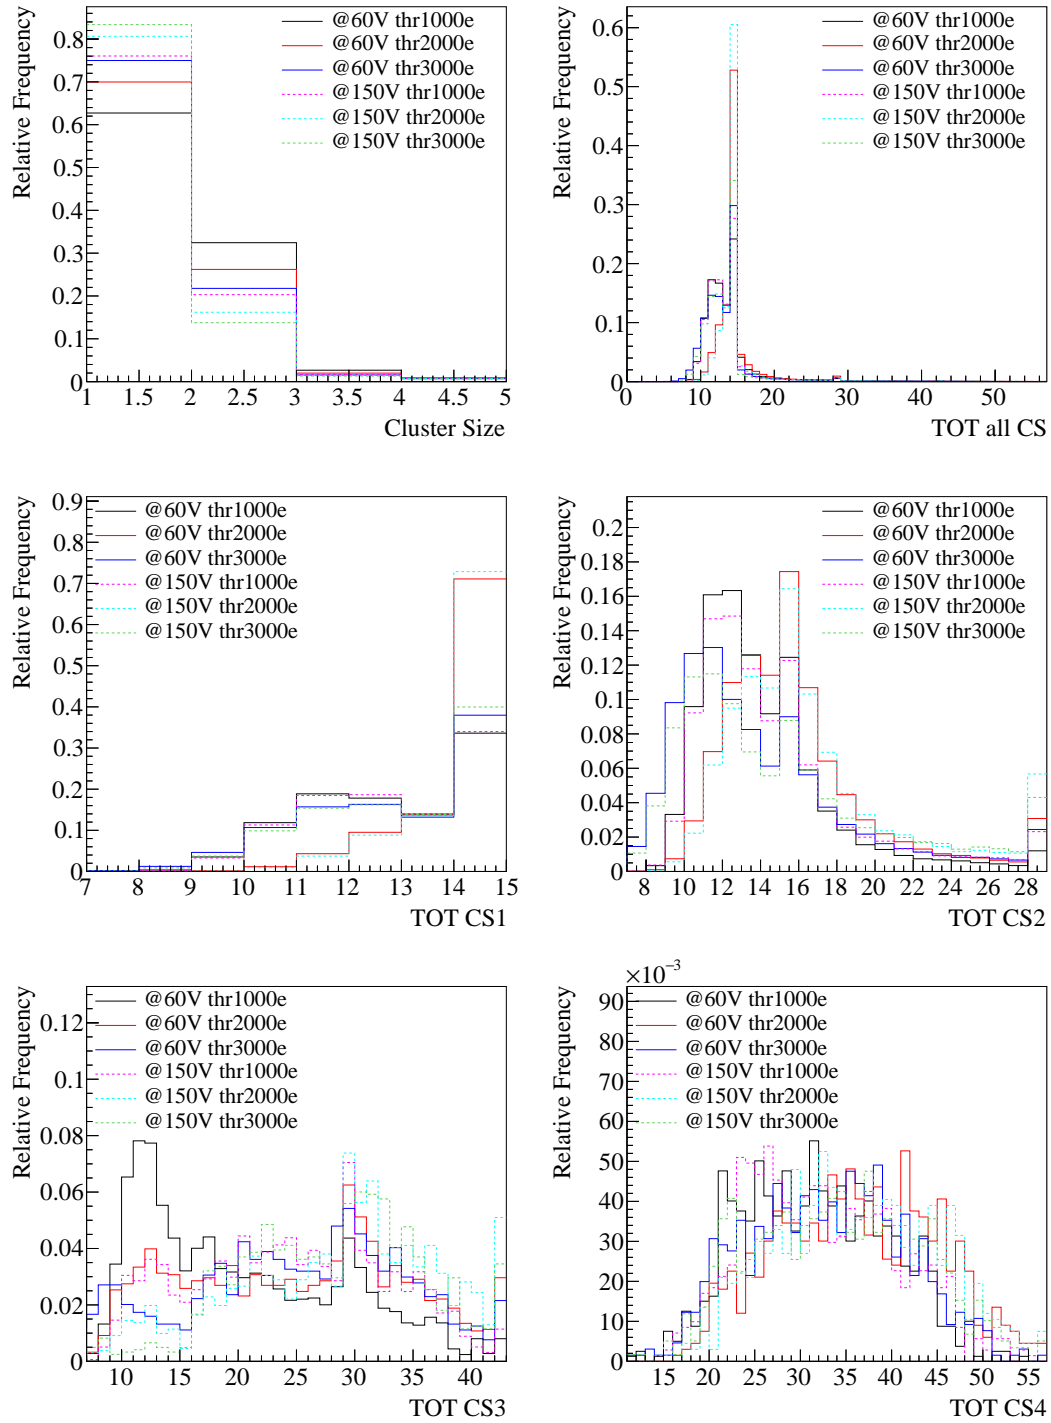 Relative Frequency
0.8
0.7
0.6
0.5
0.4
0.3
0.2
0.1
0
1 1.5 2 2.5 3 3.5 4 4.5 5
Cluster Size
@60V thr1000e
@60V thr2000e
@60V thr3000e
@150V thr1000e
@150V thr2000e
@150V thr3000e
Relative Frequency
0.6
0.5
0.4
0.3
0.2
0.1
0
0 10 20 30 40 50
TOT all CS
@60V thr1000e
@60V thr2000e
@60V thr3000e
@150V thr1000e
@150V thr2000e
@150V thr3000e
Relative Frequency
0.9
0.8
0.7
0.6
0.5
0.4
0.3
0.2
0.1
0
7 8 9 10 11 12 13 14 15
TOT CS1
@60V thr1000e
@60V thr2000e
@60V thr3000e
@150V thr1000e
@150V thr2000e
@150V thr3000e
Relative Frequency
0.2
0.18
0.16
0.14
0.12
0.1
0.08
0.06
0.04
0.02
0
8 10 12 14 16 18 20 22 24 26 28
TOT CS2
@60V thr1000e
@60V thr2000e
@60V thr3000e
@150V thr1000e
@150V thr2000e
@150V thr3000e
Relative Frequency
0.12
0.1
0.08
0.06
0.04
0.02
0
10 15 20 25 30 35 40
TOT CS3
@60V thr1000e
@60V thr2000e
@60V thr3000e
@150V thr1000e
@150V thr2000e
@150V thr3000e
×10⁻³
Relative Frequency
90
80
70
60
50
40
30
20
10
0
15 20 25 30 35 40 45 50 55
TOT CS4
@60V thr1000e
@60V thr2000e
@60V thr3000e
@150V thr1000e
@150V thr2000e
@150V thr3000e